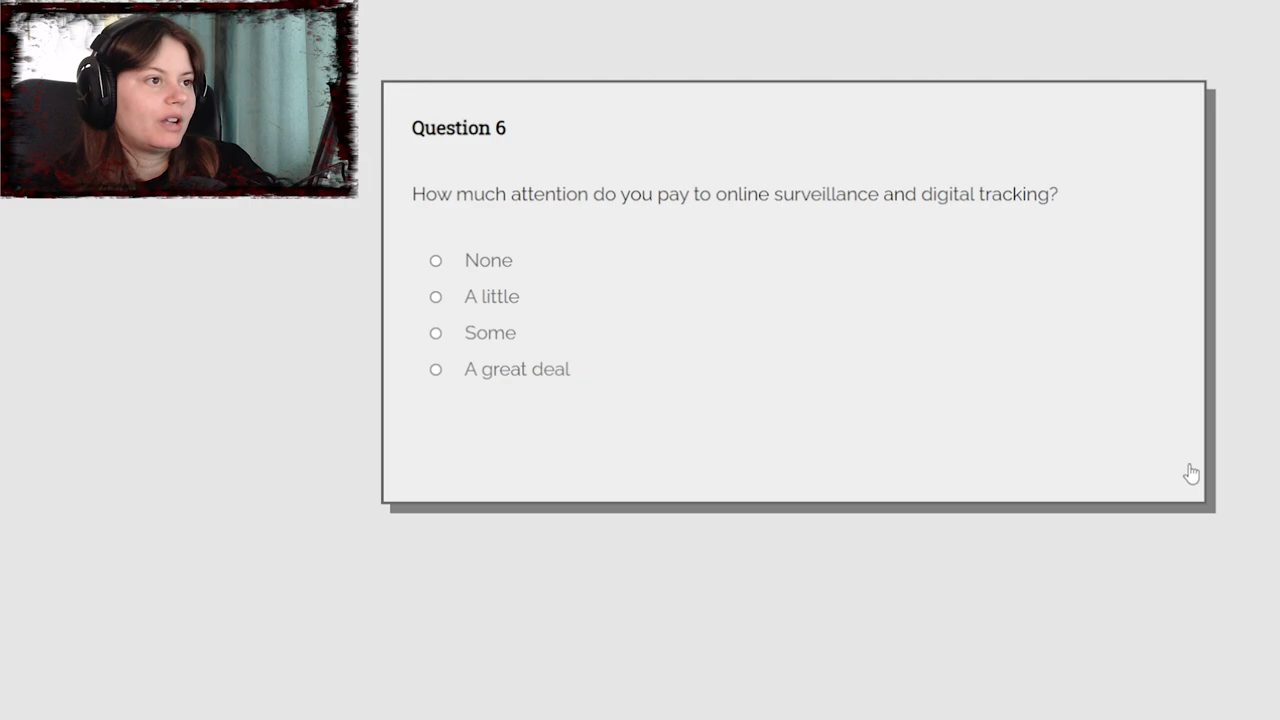 Question 6
How much attention do you pay to online surveillance and digital tracking?
None
A little
Some
A great deal